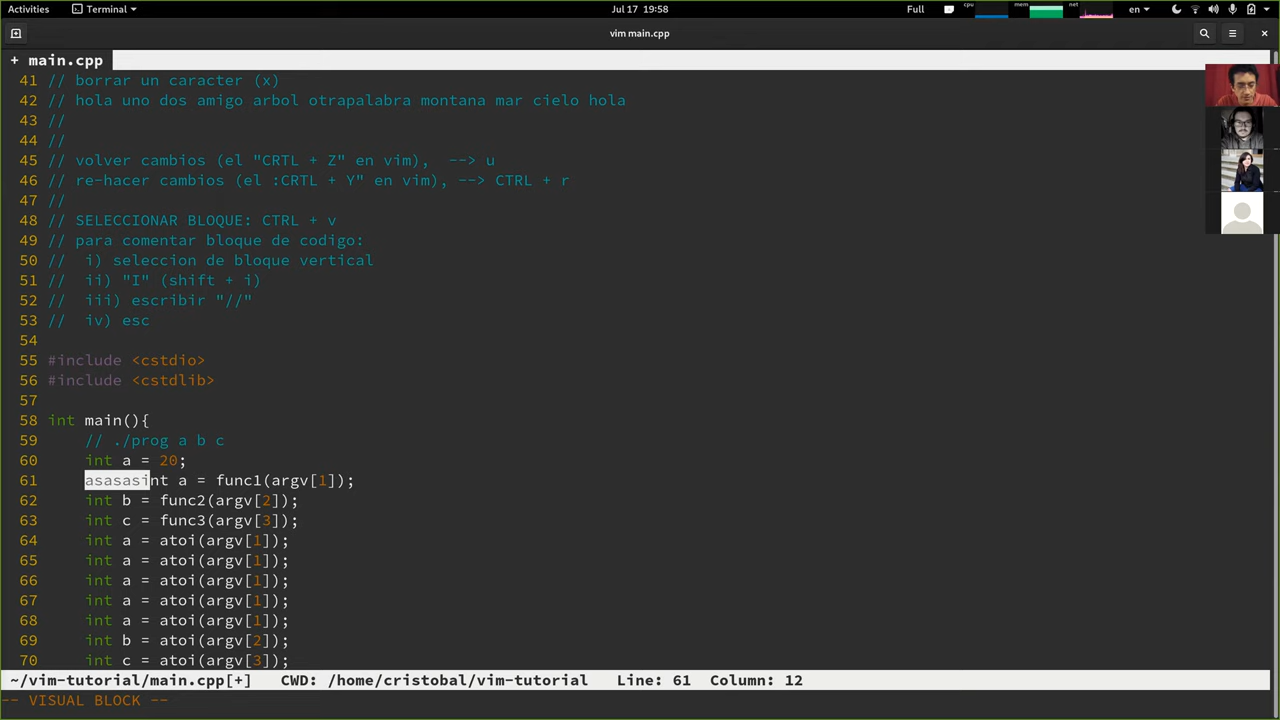 Activities Terminal Jul 17 19:58 Full cpu mem net en
vim main.cpp
+ main.cpp
41 // borrar un caracter (x)
42 // hola uno dos amigo arbol otrapalabra montana mar cielo hola
43 //
44 //
45 // volver cambios (el "CRTL + Z" en vim),  --> u
46 // re-hacer cambios (el :CRTL + Y" en vim), --> CTRL + r
47 //
48 // SELECCIONAR BLOQUE: CTRL + v
49 // para comentar bloque de codigo:
50 //  i) seleccion de bloque vertical
51 //  ii) "I" (shift + i)
52 //  iii) escribir "//"
53 //  iv) esc
54
55 #include <cstdio>
56 #include <cstdlib>
57
58 int main(){
59     // ./prog a b c
60     int a = 20;
61     asasasint a = func1(argv[1]);
62     int b = func2(argv[2]);
63     int c = func3(argv[3]);
64     int a = atoi(argv[1]);
65     int a = atoi(argv[1]);
66     int a = atoi(argv[1]);
67     int a = atoi(argv[1]);
68     int a = atoi(argv[1]);
69     int b = atoi(argv[2]);
70     int c = atoi(argv[3]);
~/vim-tutorial/main.cpp[+]   CWD: /home/cristobal/vim-tutorial   Line: 61  Column: 12
-- VISUAL BLOCK --